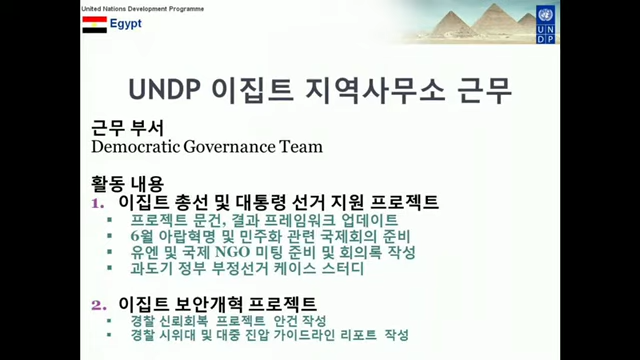 United Nations Development Programme
Egypt
U N
D P
UNDP 이집트 지역사무소 근무
근무 부서
Democratic Governance Team
활동 내용
1. 이집트 총선 및 대통령 선거 지원 프로젝트
▪ 프로젝트 문건, 결과 프레임워크 업데이트
▪ 6월 아랍혁명 및 민주화 관련 국제회의 준비
▪ 유엔 및 국제 NGO 미팅 준비 및 회의록 작성
▪ 과도기 정부 부정선거 케이스 스터디
2. 이집트 보안개혁 프로젝트
▪ 경찰 신뢰회복 프로젝트 안건 작성
▪ 경찰 시위대 및 대중 진압 가이드라인 리포트 작성